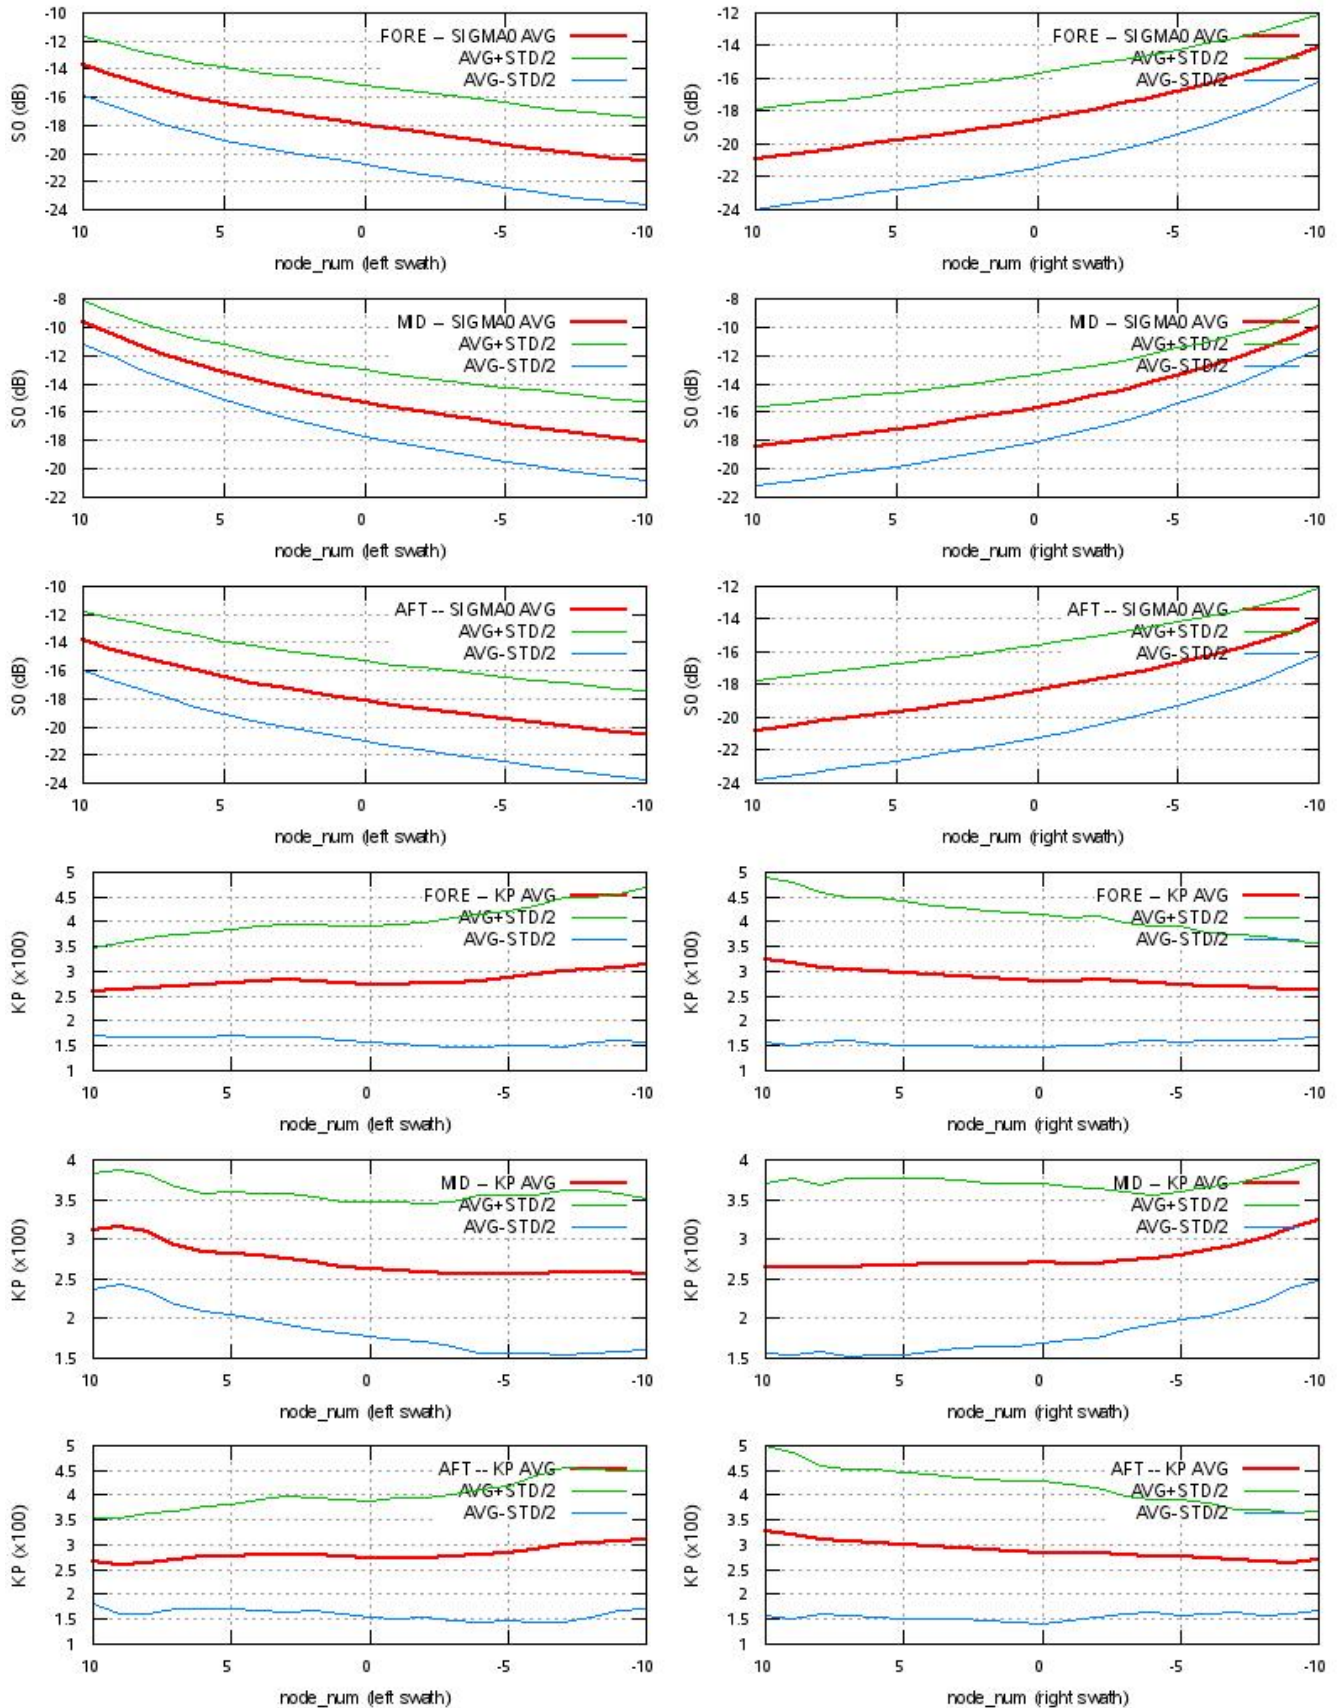 -10
-12
-14
-16
-18
-20
-22
-24
S0 (dB)
FORE -- SIGMA0 AVG
AVG+STD/2
AVG-STD/2
10 5 0 -5 -10
node_num (left swath)
-12
-14
-16
-18
-20
-22
-24
S0 (dB)
FORE -- SIGMA0 AVG
AVG+STD/2
AVG-STD/2
10 5 0 -5 -10
node_num (right swath)
-8
-10
-12
-14
-16
-18
-20
-22
S0 (dB)
MID -- SIGMA0 AVG
AVG+STD/2
AVG-STD/2
10 5 0 -5 -10
node_num (left swath)
-8
-10
-12
-14
-16
-18
-20
-22
S0 (dB)
MID -- SIGMA0 AVG
AVG+STD/2
AVG-STD/2
10 5 0 -5 -10
node_num (right swath)
-10
-12
-14
-16
-18
-20
-22
-24
S0 (dB)
AFT -- SIGMA0 AVG
AVG+STD/2
AVG-STD/2
10 5 0 -5 -10
node_num (left swath)
-12
-14
-16
-18
-20
-22
-24
S0 (dB)
AFT -- SIGMA0 AVG
AVG+STD/2
AVG-STD/2
10 5 0 -5 -10
node_num (right swath)
5
4.5
4
3.5
3
2.5
2
1.5
1
KP (x100)
FORE -- KP AVG
AVG+STD/2
AVG-STD/2
10 5 0 -5 -10
node_num (left swath)
5
4.5
4
3.5
3
2.5
2
1.5
1
KP (x100)
FORE -- KP AVG
AVG+STD/2
AVG-STD/2
10 5 0 -5 -10
node_num (right swath)
4
3.5
3
2.5
2
1.5
KP (x100)
MID -- KP AVG
AVG+STD/2
AVG-STD/2
10 5 0 -5 -10
node_num (left swath)
4
3.5
3
2.5
2
1.5
KP (x100)
MID -- KP AVG
AVG+STD/2
AVG-STD/2
10 5 0 -5 -10
node_num (right swath)
5
4.5
4
3.5
3
2.5
2
1.5
1
KP (x100)
AFT -- KP AVG
AVG+STD/2
AVG-STD/2
10 5 0 -5 -10
node_num (left swath)
5
4.5
4
3.5
3
2.5
2
1.5
1
KP (x100)
AFT -- KP AVG
AVG+STD/2
AVG-STD/2
10 5 0 -5 -10
node_num (right swath)